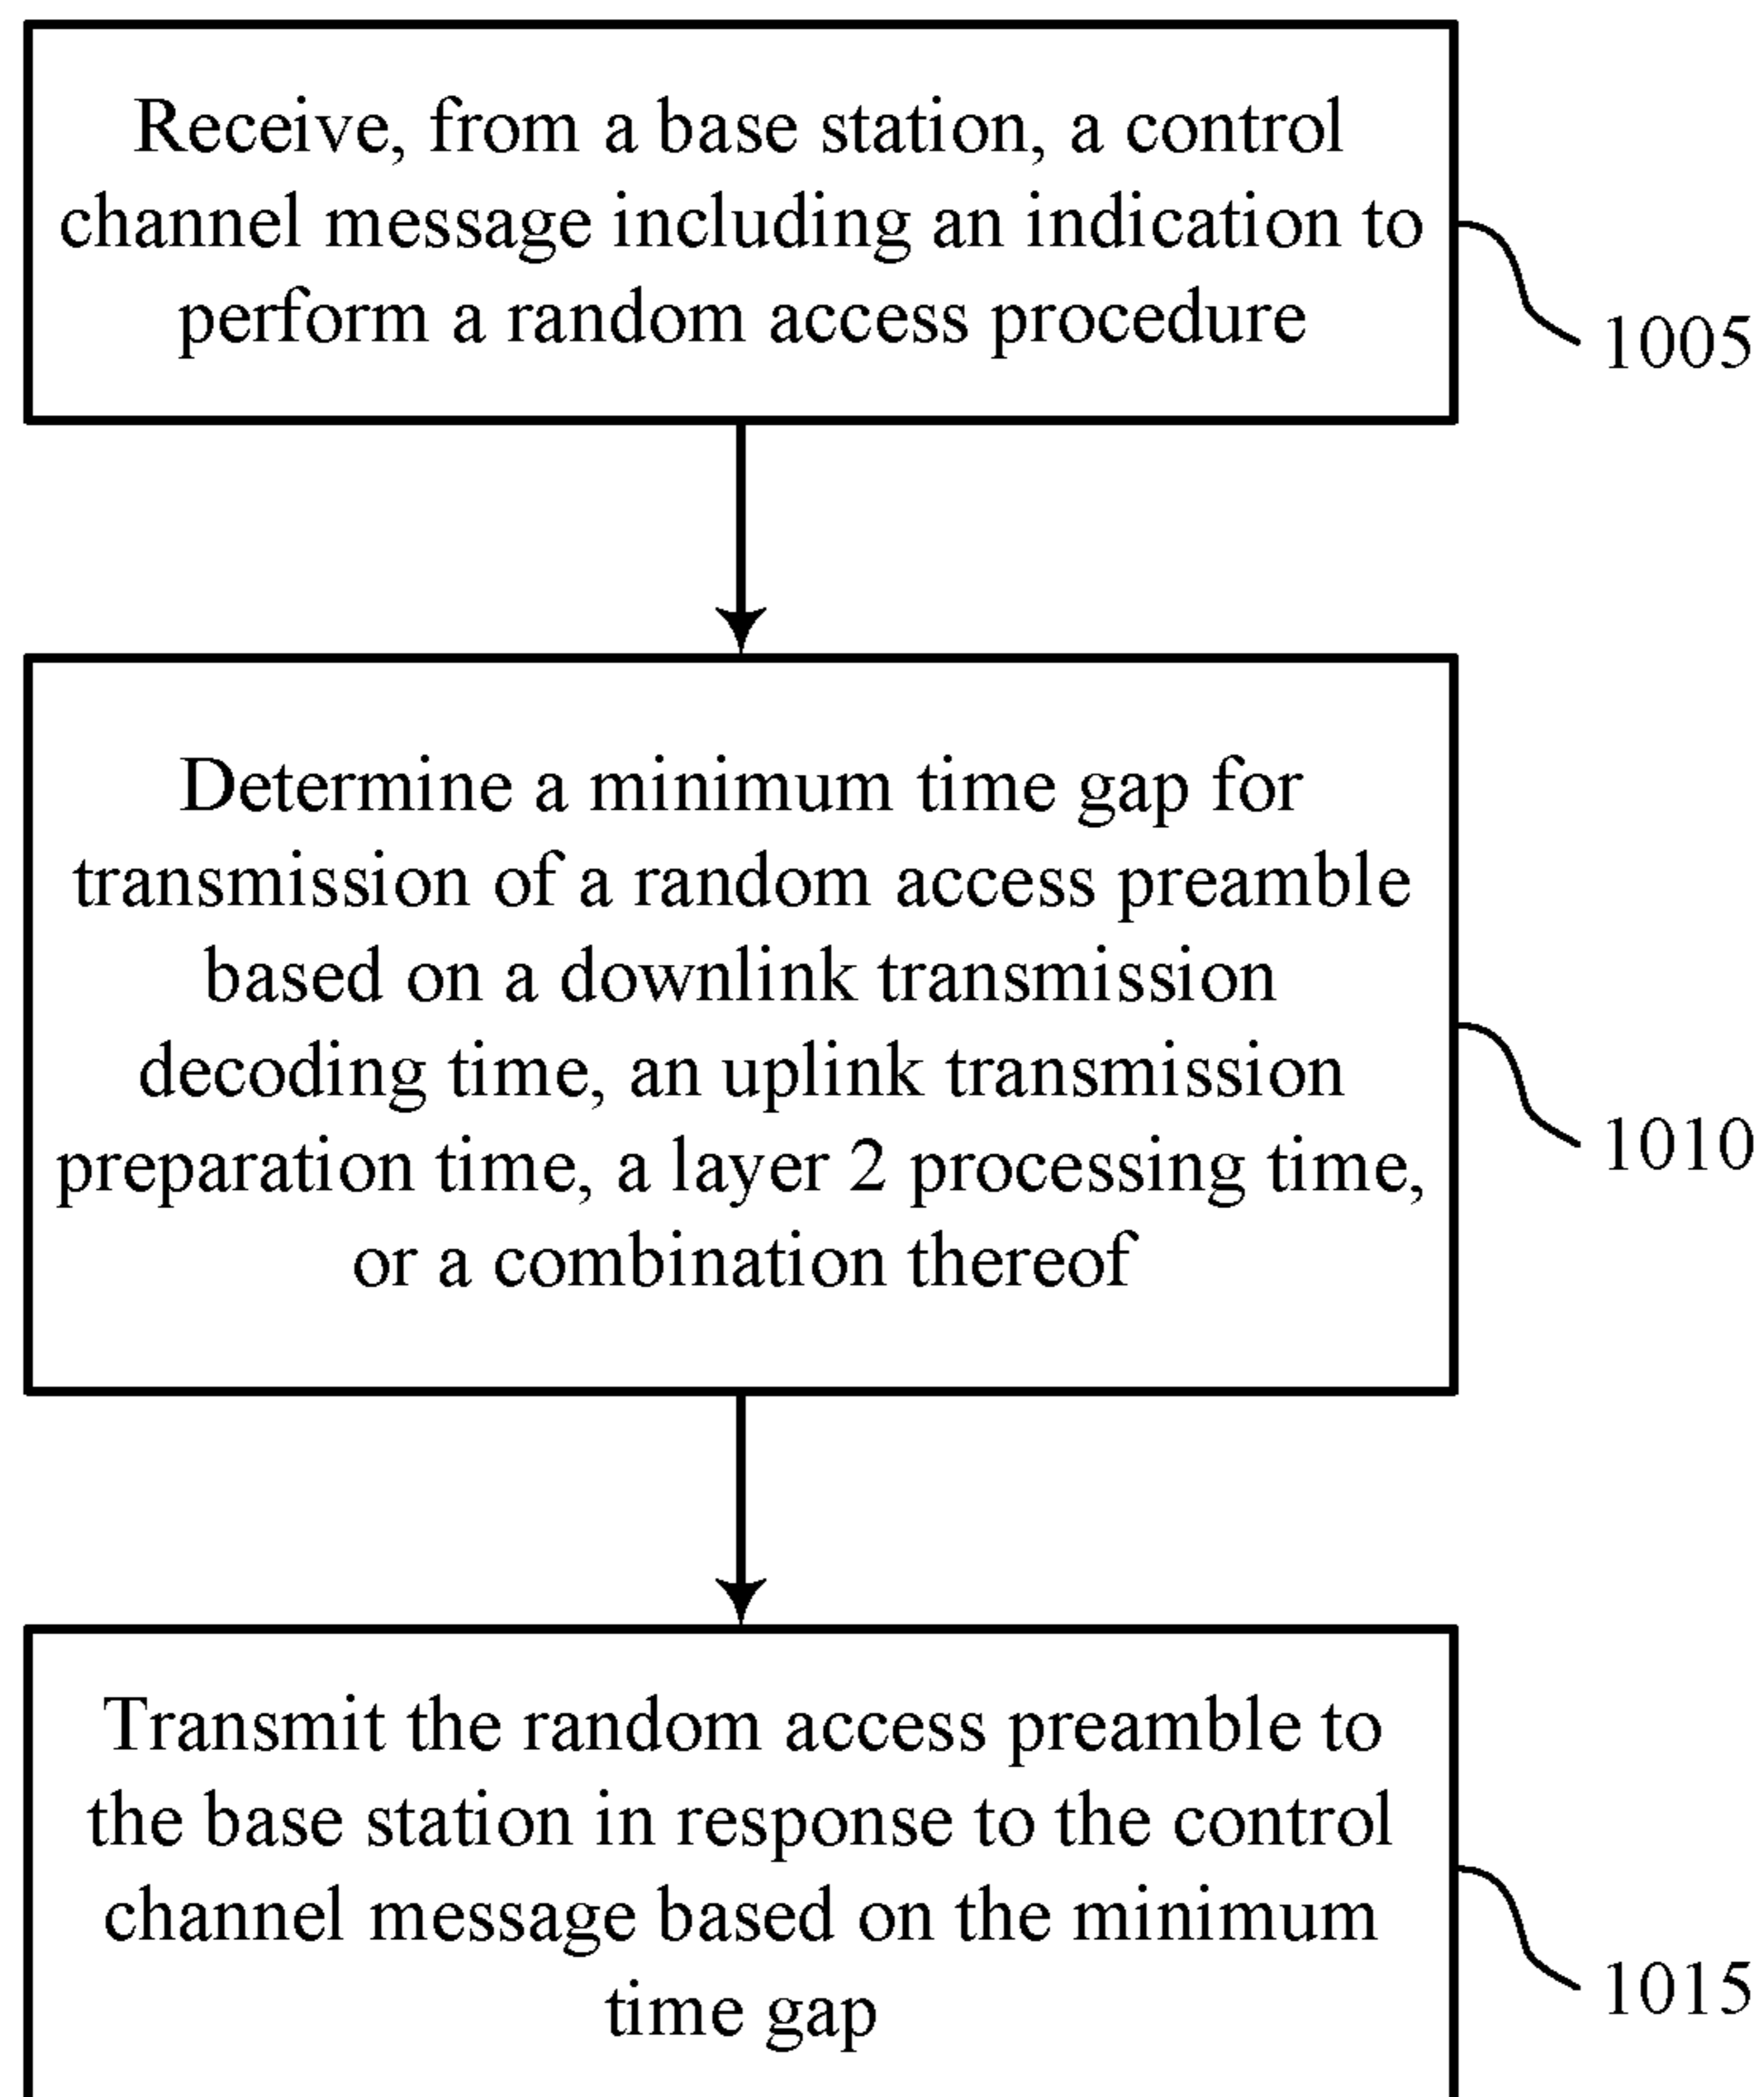 Receive, from a base station, a control
channel message including an indication to
perform a random access procedure
1005
Determine a minimum time gap for
transmission of a random access preamble
based on a downlink transmission
decoding time, an uplink transmission
preparation time, a layer 2 processing time,
or a combination thereof
1010
Transmit the random access preamble to
the base station in response to the control
channel message based on the minimum
time gap
1015